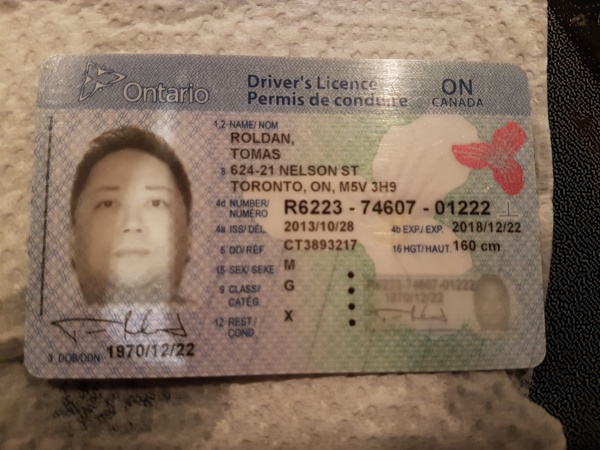 Ontario
Driver's Licence
Permis de conduire
ON
CANADA
1,2 NAME/ NOM
ROLDAN,
TOMAS
8 624-21 NELSON ST
TORONTO, ON, M5V 3H9
4d NUMBER/ NUMÉRO R6223 - 74607 - 01222
4a ISS/DÉL 2013/10/28 4b EXP./EXP. 2018/12/22
5 DD/RÉF CT3893217 16 HGT/HAUT. 160 cm
15 SEX/ SEXE M
9 CLASS/ CATÉG. G
12 REST./ COND. X
R6223-74607-01222
1970/12/22
3 DOB/DDN 1970/12/22